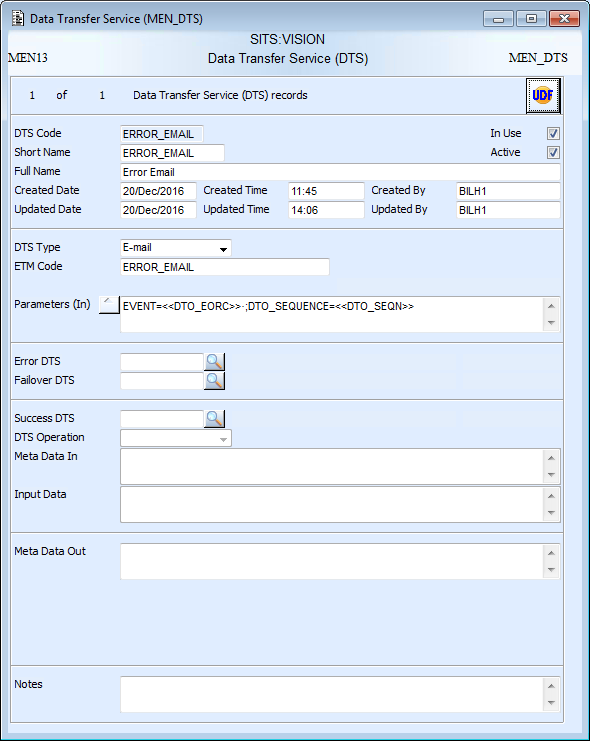 Data Transfer Service (MEN_DTS)
SITS:VISION
MEN13 Data Transfer Service (DTS) MEN_DTS
1 of 1 Data Transfer Service (DTS) records UDF
DTS Code ERROR_EMAIL In Use
Short Name ERROR_EMAIL Active
Full Name Error Email
Created Date 20/Dec/2016 Created Time 11:45 Created By BILH1
Updated Date 20/Dec/2016 Updated Time 14:06 Updated By BILH1
DTS Type E-mail
ETM Code ERROR_EMAIL
Parameters (In) EVENT=<<DTO_EORC>>·;DTO_SEQUENCE=<<DTO_SEQN>>
Error DTS
Failover DTS
Success DTS
DTS Operation
Meta Data In
Input Data
Meta Data Out
Notes